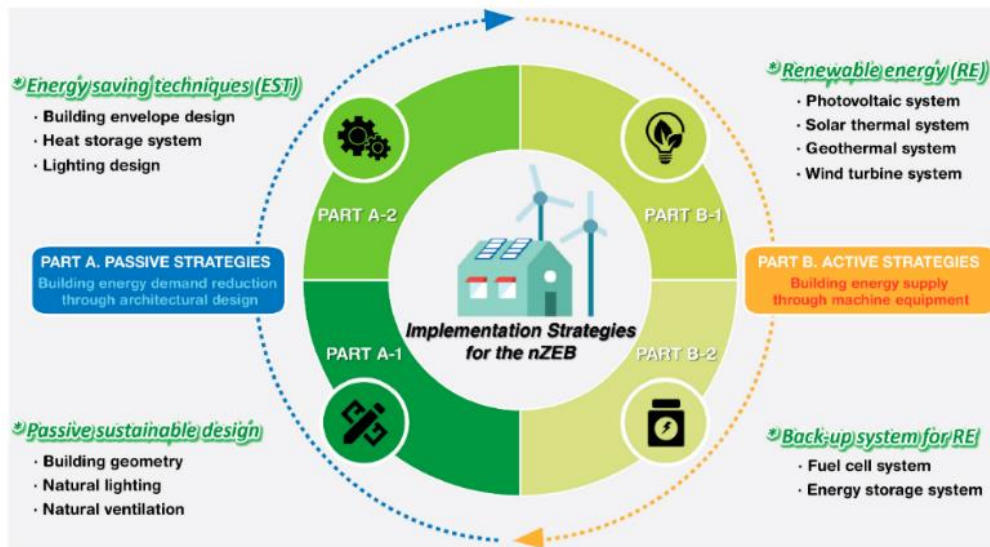 *Energy saving techniques (EST)
· Building envelope design
· Heat storage system
· Lighting design
*Renewable energy (RE)
· Photovoltaic system
· Solar thermal system
· Geothermal system
· Wind turbine system
PART A-2
PART B-1
PART A. PASSIVE STRATEGIES
Building energy demand reduction
through architectural design
PART B. ACTIVE STRATEGIES
Building energy supply
through machine equipment
Implementation Strategies
for the nZEB
PART A-1
PART B-2
*Passive sustainable design
· Building geometry
· Natural lighting
· Natural ventilation
*Back-up system for RE
· Fuel cell system
· Energy storage system